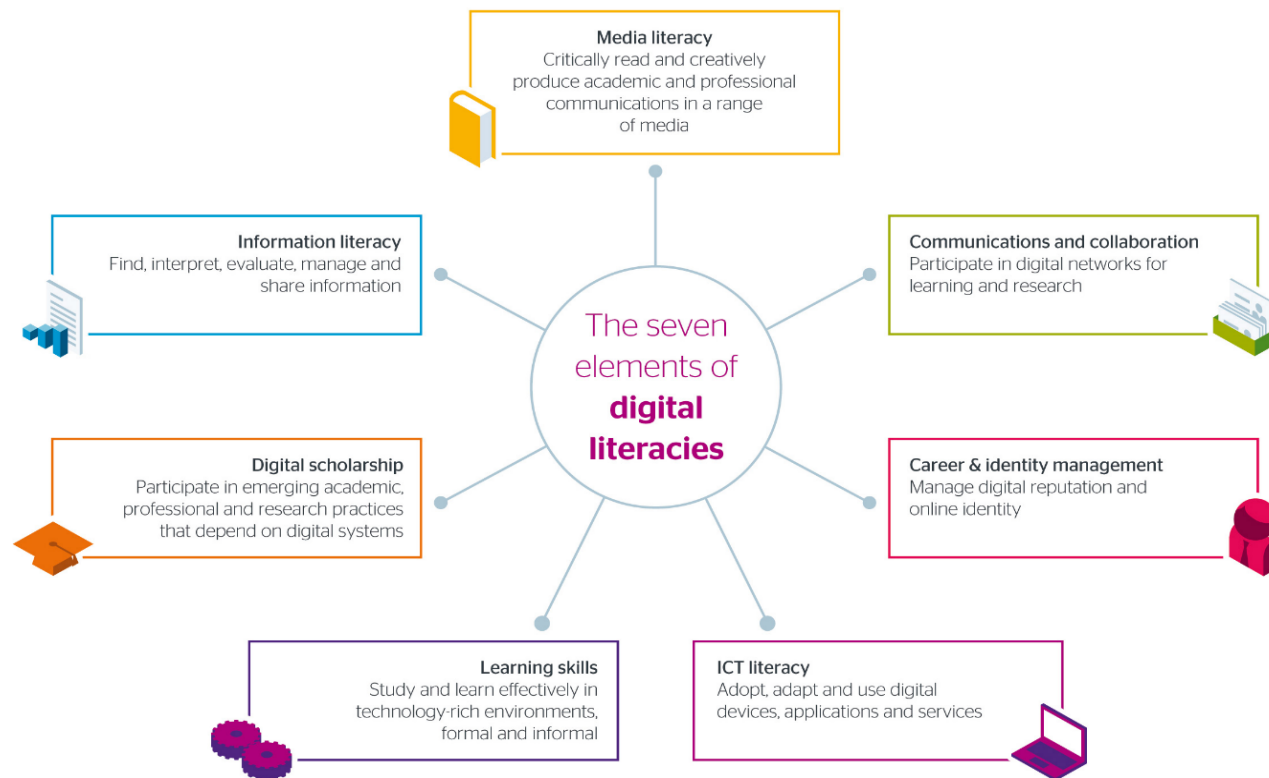 Media literacy
Critically read and creatively
produce academic and professional
communications in a range
of media
Information literacy
Find, interpret, evaluate, manage and
share information
Communications and collaboration
Participate in digital networks for
learning and research
The seven
elements of
digital
literacies
Digital scholarship
Participate in emerging academic,
professional and research practices
that depend on digital systems
Career & identity management
Manage digital reputation and
online identity
Learning skills
Study and learn effectively in
technology-rich environments,
formal and informal
ICT literacy
Adopt, adapt and use digital
devices, applications and services